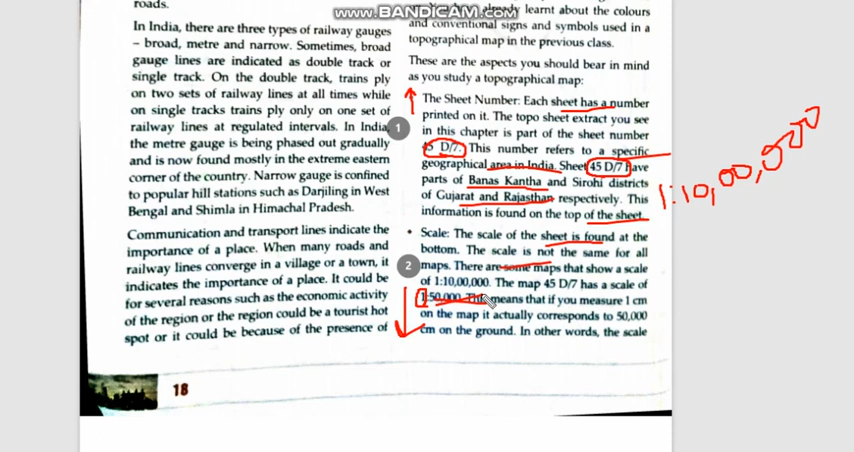 www.BANDICAM.com
roads.
In India, there are three types of railway gauges
– broad, metre and narrow. Sometimes, broad
gauge lines are indicated as double track or
single track. On the double track, trains ply
on two sets of railway lines at all times while
on single tracks trains ply only on one set of
railway lines at regulated intervals. In India,
the metre gauge is being phased out gradually
and is now found mostly in the extreme eastern
corner of the country. Narrow gauge is confined
to popular hill stations such as Darjiling in West
Bengal and Shimla in Himachal Pradesh.
Communication and transport lines indicate the
importance of a place. When many roads and
railway lines converge in a village or a town, it
indicates the importance of a place. It could be
for several reasons such as the economic activity
of the region or the region could be a tourist hot
spot or it could be because of the presence of
already learnt about the colours
and conventional signs and symbols used in a
topographical map in the previous class.
These are the aspects you should bear in mind
as you study a topographical map:
The Sheet Number: Each sheet has a number
printed on it. The topo sheet extract you see
in this chapter is part of the sheet number
45 D/7. This number refers to a specific
geographical area in India. Sheet 45 D/7 have
parts of Banas Kantha and Sirohi districts
of Gujarat and Rajasthan respectively. This
information is found on the top of the sheet.
• Scale: The scale of the sheet is found at the
bottom. The scale is not the same for all
maps. There are some maps that show a scale
of 1:10,00,000. The map 45 D/7 has a scale of
1:50,000. This means that if you measure 1 cm
on the map it actually corresponds to 50,000
cm on the ground. In other words, the scale
1
2
1:10,00,000
18